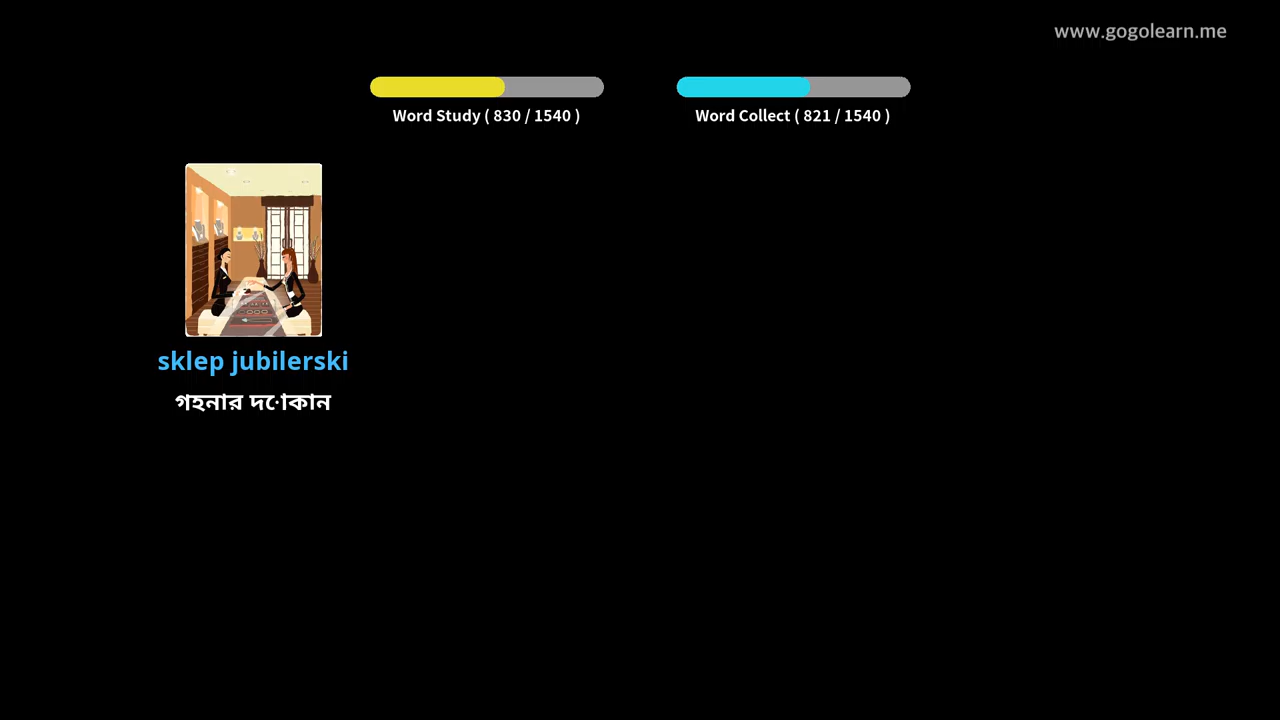 www.gogolearn.me
Word Study ( 830 / 1540 )
Word Collect ( 821 / 1540 )
sklep jubilerski
গহনার দোকান